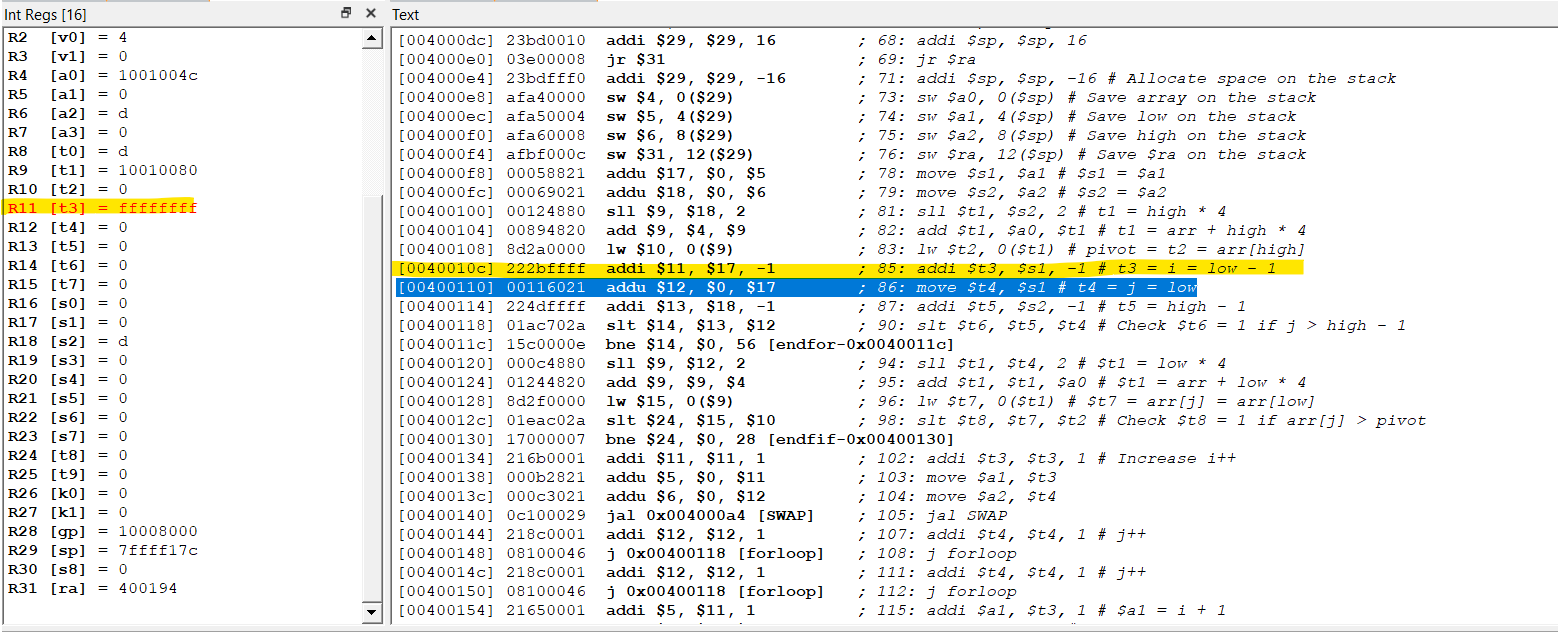 Int Regs [16]
R2 [v0] = 4
R3 [v1] = 0
R4 [a0] = 1001004c
R5 [a1] = 0
R6 [a2] = d
R7 [a3] = 0
R8 [t0] = d
R9 [t1] = 10010080
R10 [t2] = 0
R11 [t3] = ffffffff
R12 [t4] = 0
R13 [t5] = 0
R14 [t6] = 0
R15 [t7] = 0
R16 [s0] = 0
R17 [s1] = 0
R18 [s2] = d
R19 [s3] = 0
R20 [s4] = 0
R21 [s5] = 0
R22 [s6] = 0
R23 [s7] = 0
R24 [t8] = 0
R25 [t9] = 0
R26 [k0] = 0
R27 [k1] = 0
R28 [gp] = 10008000
R29 [sp] = 7ffff17c
R30 [s8] = 0
R31 [ra] = 400194
Text
[004000dc] 23bd0010 addi $29, $29, 16 ; 68: addi $sp, $sp, 16
[004000e0] 03e00008 jr $31 ; 69: jr $ra
[004000e4] 23bdfff0 addi $29, $29, -16 ; 71: addi $sp, $sp, -16 # Allocate space on the stack
[004000e8] afa40000 sw $4, 0($29) ; 73: sw $a0, 0($sp) # Save array on the stack
[004000ec] afa50004 sw $5, 4($29) ; 74: sw $a1, 4($sp) # Save low on the stack
[004000f0] afa60008 sw $6, 8($29) ; 75: sw $a2, 8($sp) # Save high on the stack
[004000f4] afbf000c sw $31, 12($29) ; 76: sw $ra, 12($sp) # Save $ra on the stack
[004000f8] 00058821 addu $17, $0, $5 ; 78: move $s1, $a1 # $s1 = $a1
[004000fc] 00069021 addu $18, $0, $6 ; 79: move $s2, $a2 # $s2 = $a2
[00400100] 00124880 sll $9, $18, 2 ; 81: sll $t1, $s2, 2 # t1 = high * 4
[00400104] 00894820 add $9, $4, $9 ; 82: add $t1, $a0, $t1 # t1 = arr + high * 4
[00400108] 8d2a0000 lw $10, 0($9) ; 83: lw $t2, 0($t1) # pivot = t2 = arr[high]
[0040010c] 222bffff addi $11, $17, -1 ; 85: addi $t3, $s1, -1 # t3 = i = low - 1
[00400110] 00116021 addu $12, $0, $17 ; 86: move $t4, $s1 # t4 = j = low
[00400114] 224dffff addi $13, $18, -1 ; 87: addi $t5, $s2, -1 # t5 = high - 1
[00400118] 01ac702a slt $14, $13, $12 ; 90: slt $t6, $t5, $t4 # Check $t6 = 1 if j > high - 1
[0040011c] 15c0000e bne $14, $0, 56 [endfor-0x0040011c]
[00400120] 000c4880 sll $9, $12, 2 ; 94: sll $t1, $t4, 2 # $t1 = low * 4
[00400124] 01244820 add $9, $9, $4 ; 95: add $t1, $t1, $a0 # $t1 = arr + low * 4
[00400128] 8d2f0000 lw $15, 0($9) ; 96: lw $t7, 0($t1) # $t7 = arr[j] = arr[low]
[0040012c] 01eac02a slt $24, $15, $10 ; 98: slt $t8, $t7, $t2 # Check $t8 = 1 if arr[j] > pivot
[00400130] 17000007 bne $24, $0, 28 [endfif-0x00400130]
[00400134] 216b0001 addi $11, $11, 1 ; 102: addi $t3, $t3, 1 # Increase i++
[00400138] 000b2821 addu $5, $0, $11 ; 103: move $a1, $t3
[0040013c] 000c3021 addu $6, $0, $12 ; 104: move $a2, $t4
[00400140] 0c100029 jal 0x004000a4 [SWAP] ; 105: jal SWAP
[00400144] 218c0001 addi $12, $12, 1 ; 107: addi $t4, $t4, 1 # j++
[00400148] 08100046 j 0x00400118 [forloop] ; 108: j forloop
[0040014c] 218c0001 addi $12, $12, 1 ; 111: addi $t4, $t4, 1 # j++
[00400150] 08100046 j 0x00400118 [forloop] ; 112: j forloop
[00400154] 21650001 addi $5, $11, 1 ; 115: addi $a1, $t3, 1 # $a1 = i + 1